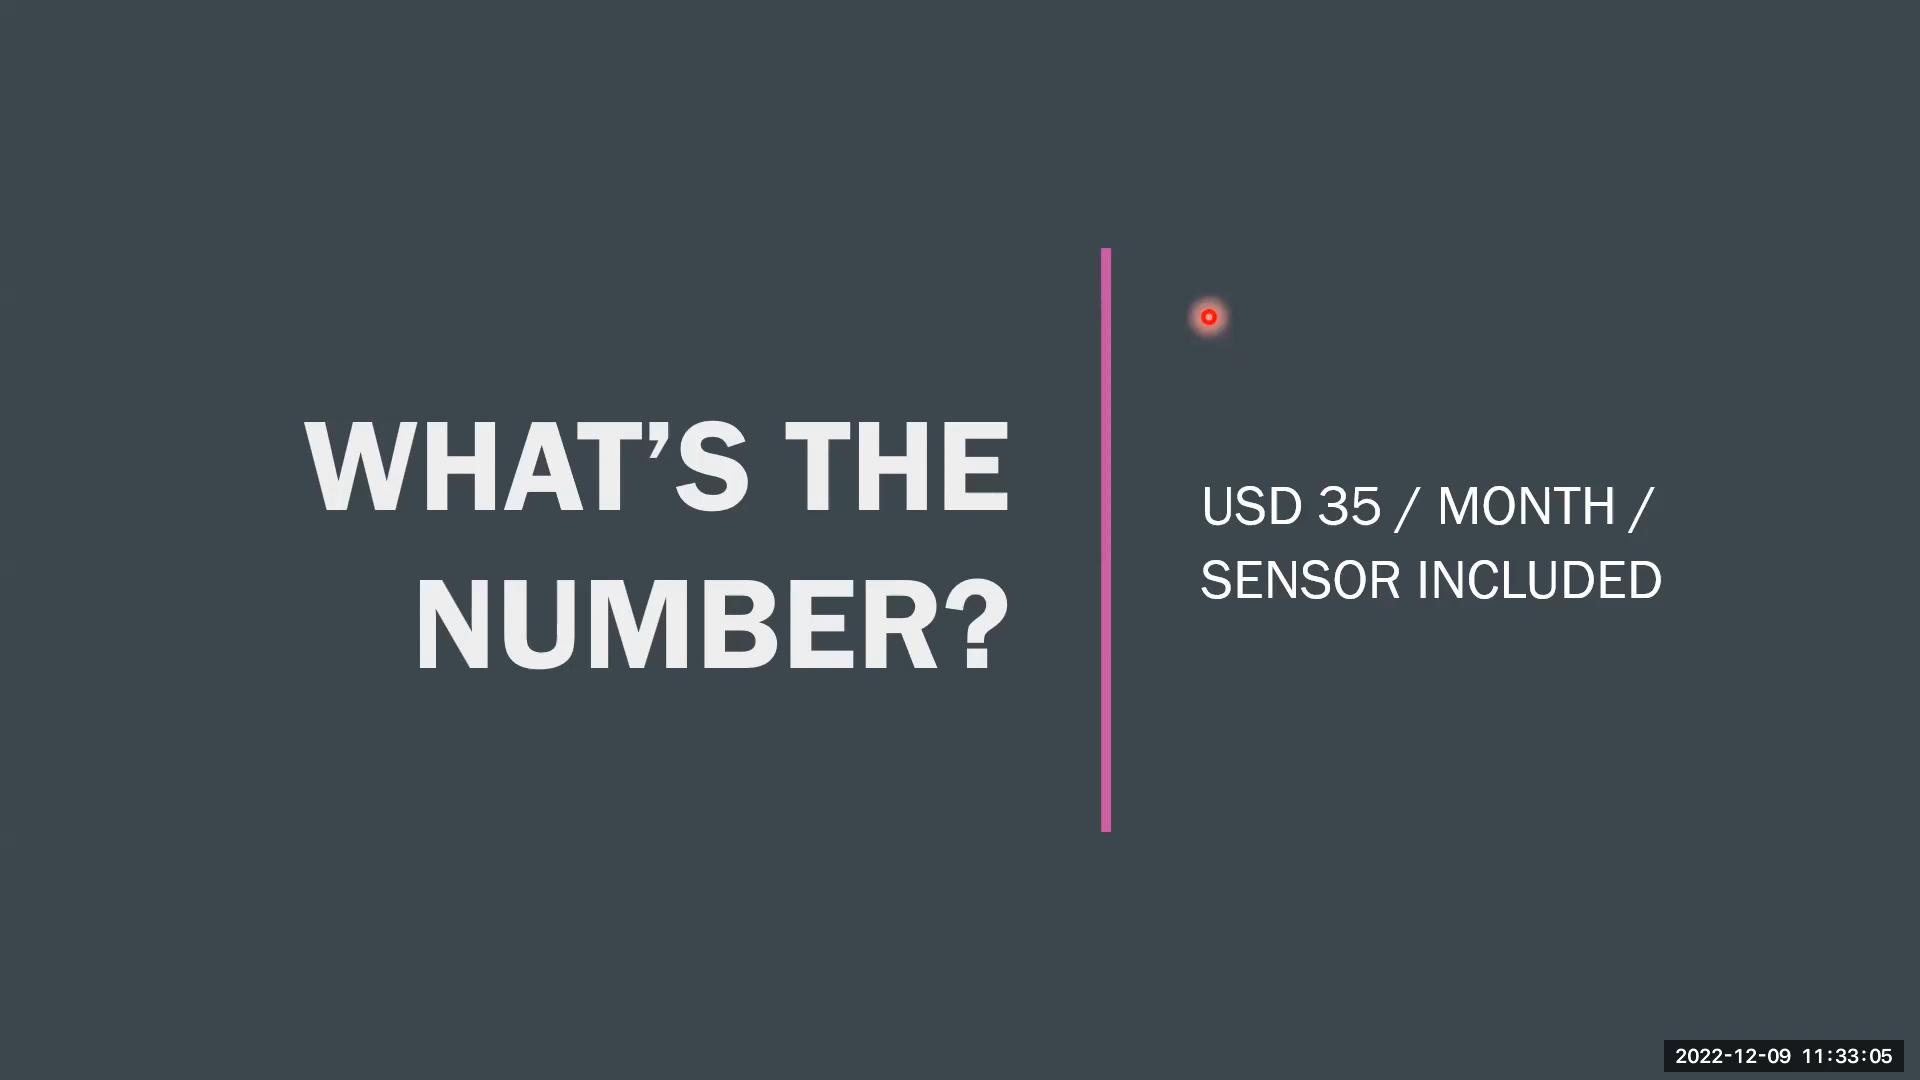 WHAT’S THE
NUMBER?
USD 35 / MONTH /
SENSOR INCLUDED
2022-12-09 11:33:05